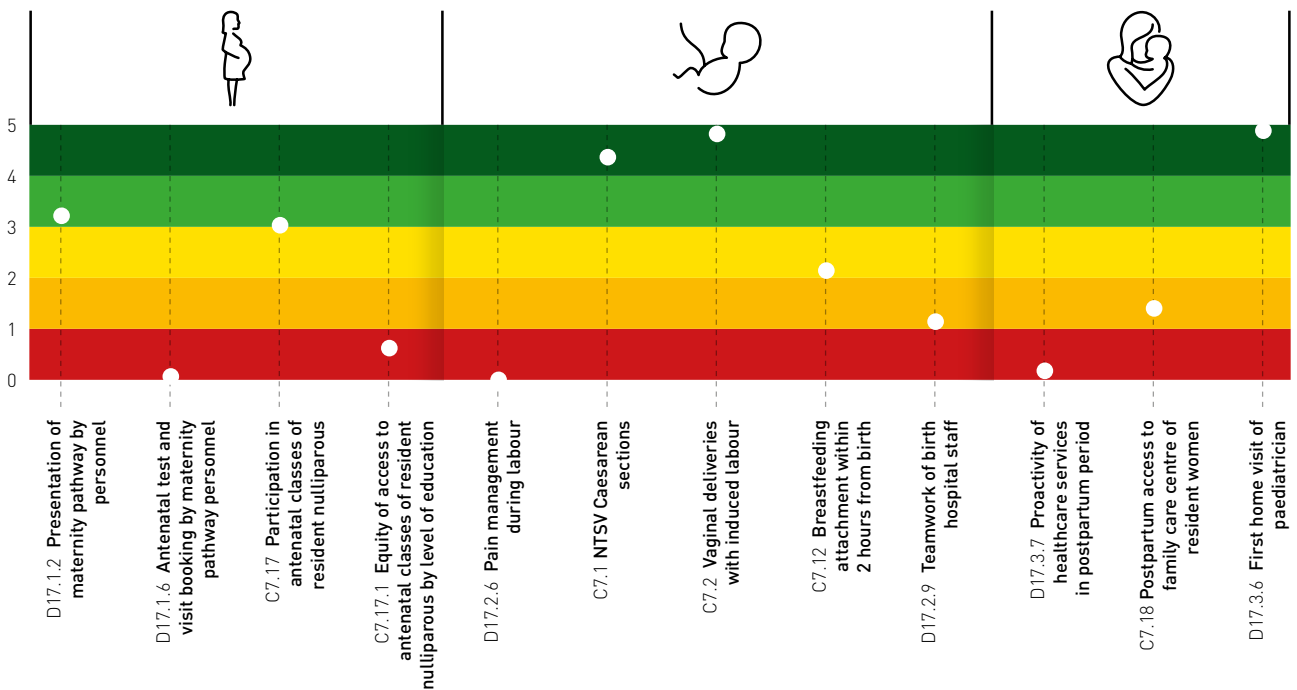 5
4
3
2
1
0
D17.1.2 Presentation of
maternity pathway by
personnel
D17.1.6 Antenatal test and
visit booking by maternity
pathway personnel
C7.17 Participation in
antenatal classes of
resident nulliparous
C7.17.1 Equity of access to
antenatal classes of resident
nulliparous by level of education
D17.2.6 Pain management
during labour
C7.1 NTSV Caesarean
sections
C7.2 Vaginal deliveries
with induced labour
C7.12 Breastfeeding
attachment within
2 hours from birth
D17.2.9 Teamwork of birth
hospital staff
D17.3.7 Proactivity of
healthcare services
in postpartum period
C7.18 Postpartum access to
family care centre of
resident women
D17.3.6 First home visit of
paediatrician